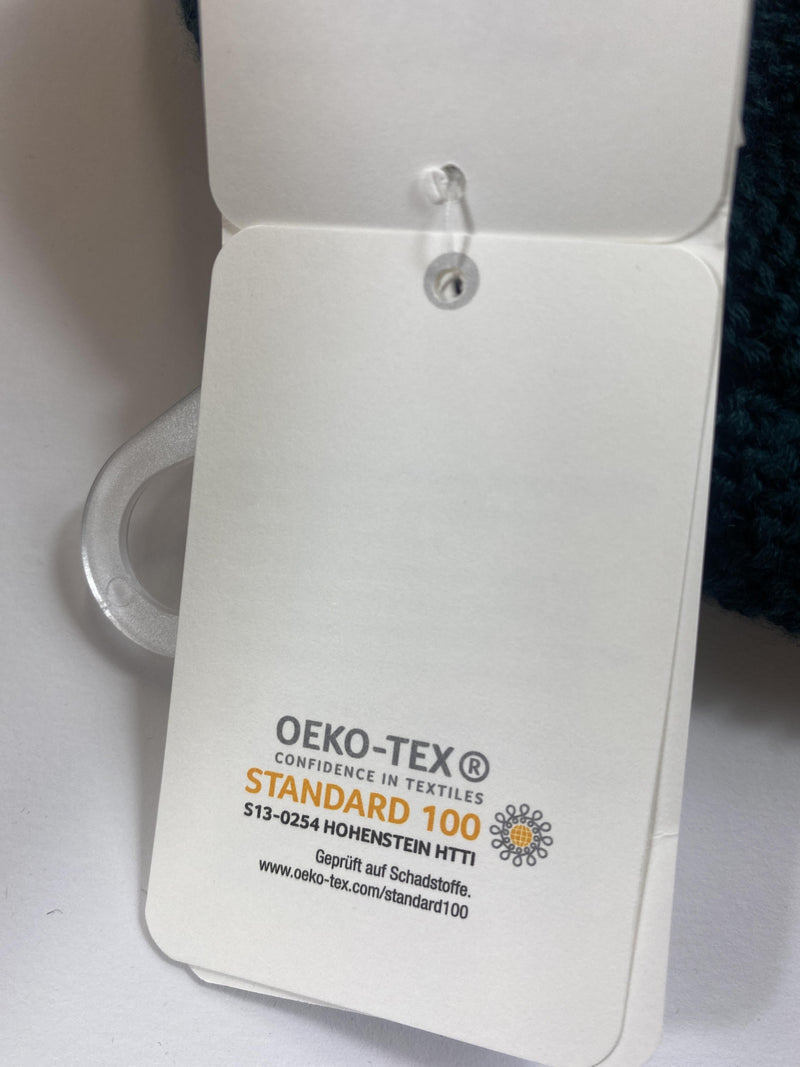 OEKO-TEX®
CONFIDENCE IN TEXTILES
STANDARD 100
S13-0254 HOHENSTEIN HTTI
Geprüft auf Schadstoffe.
www.oeko-tex.com/standard100